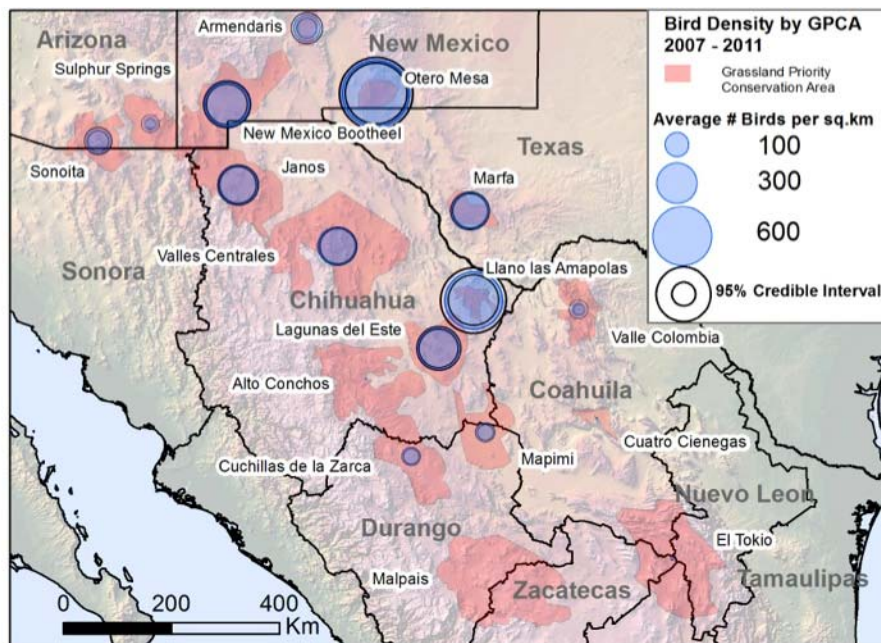 Arizona
Armendaris
New Mexico
Sulphur Springs
Otero Mesa
New Mexico Bootheel
Sonoita
Janos
Texas
Marfa
Valles Centrales
Sonora
Llano las Amapolas
Chihuahua
Lagunas del Este
Valle Colombia
Alto Conchos
Coahuila
Cuatro Cienegas
Cuchillas de la Zarca
Mapimi
Nuevo Leon
Durango
El Tokio
Malpais
Zacatecas
Tamaulipas
0 200 400
Km
Bird Density by GPCA
2007 - 2011
Grassland Priority
Conservation Area
Average # Birds per sq.km
100
300
600
95% Credible Interval